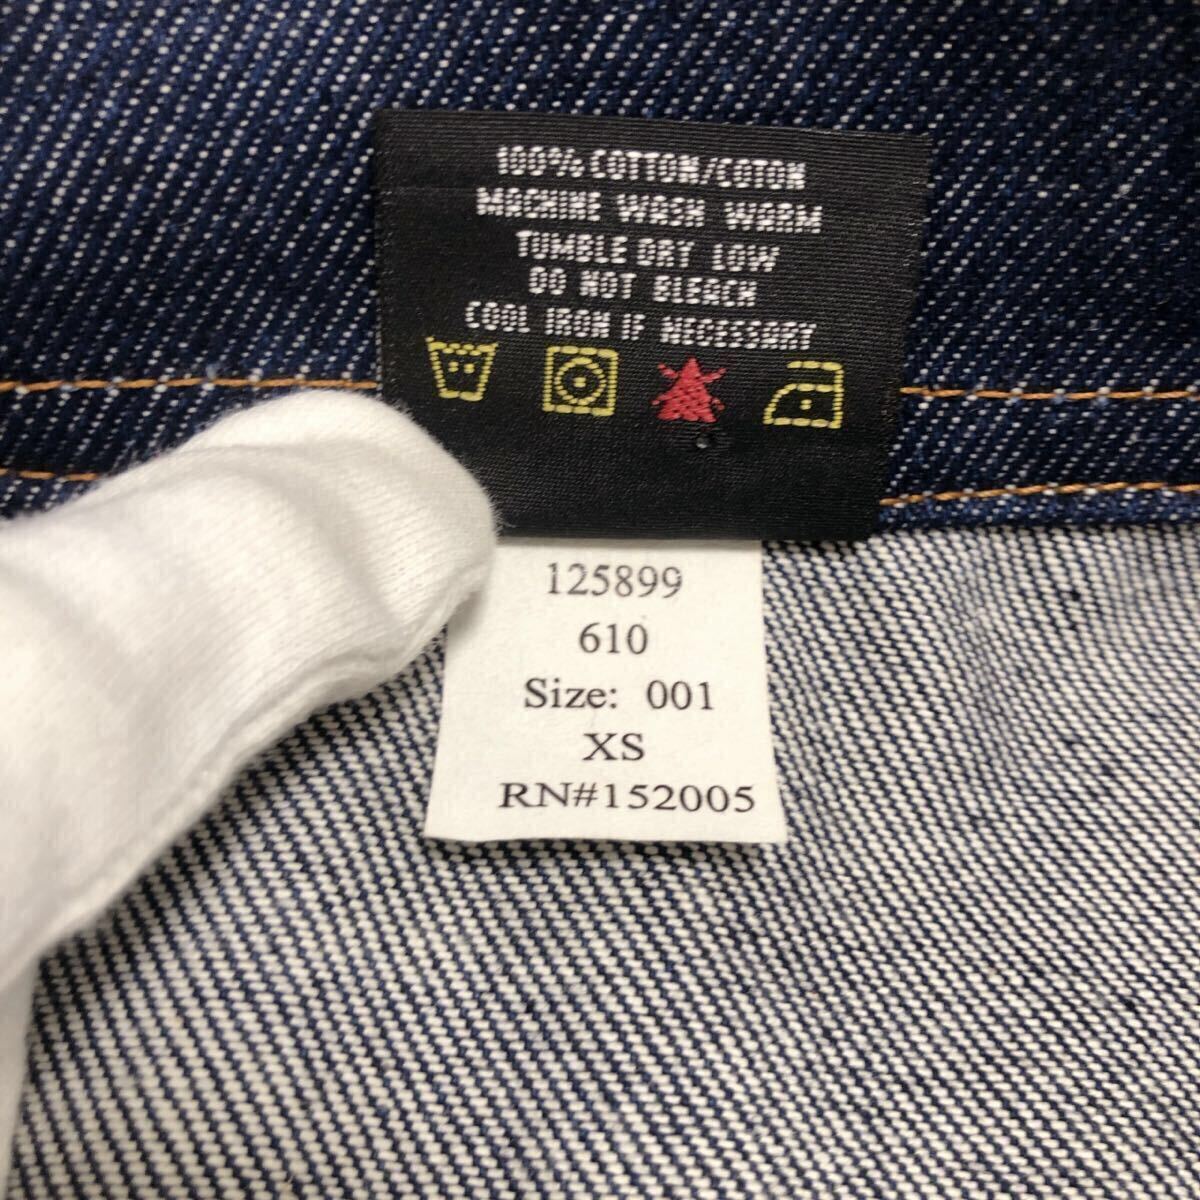 100% COTTON/COTON
MACHINE WASH WARM
TUMBLE DRY LOW
DO NOT BLEACH
COOL IRON IF NECESSARY
125899
610
Size: 001
XS
RN#152005